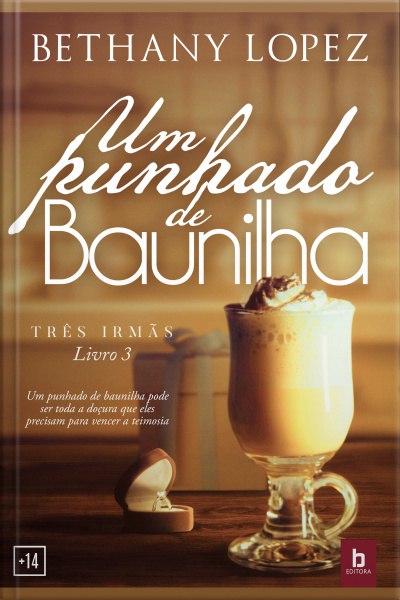 BETHANY LOPEZ
Um
punhado
de
Baunilha
TRÊS IRMÃS
Livro 3
Um punhado de baunilha pode
ser toda a doçura que eles
precisam para vencer a teimosia
+14
b
EDITORA